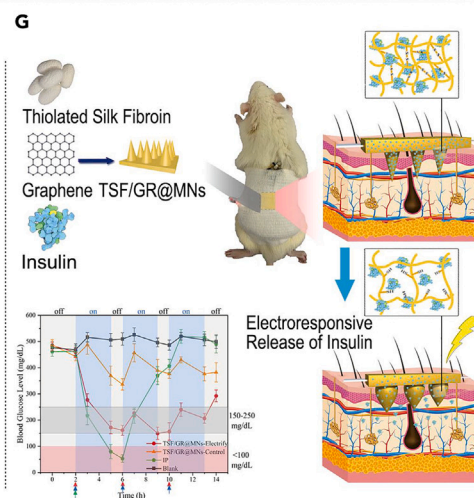 G
Thiolated Silk Fibroin
Graphene TSF/GR@MNs
Insulin
Electroresponsive
Release of Insulin
off on off on off on off
Blood Glucose Level (mg/dL)
600
500
400
300
200
100
0
150-250
mg/dL
<100
mg/dL
TSF/GR@MNs-Electrify
TSF/GR@MNs-Control
IP
Blank
0 2 4 6 8 10 12 14
Time (h)